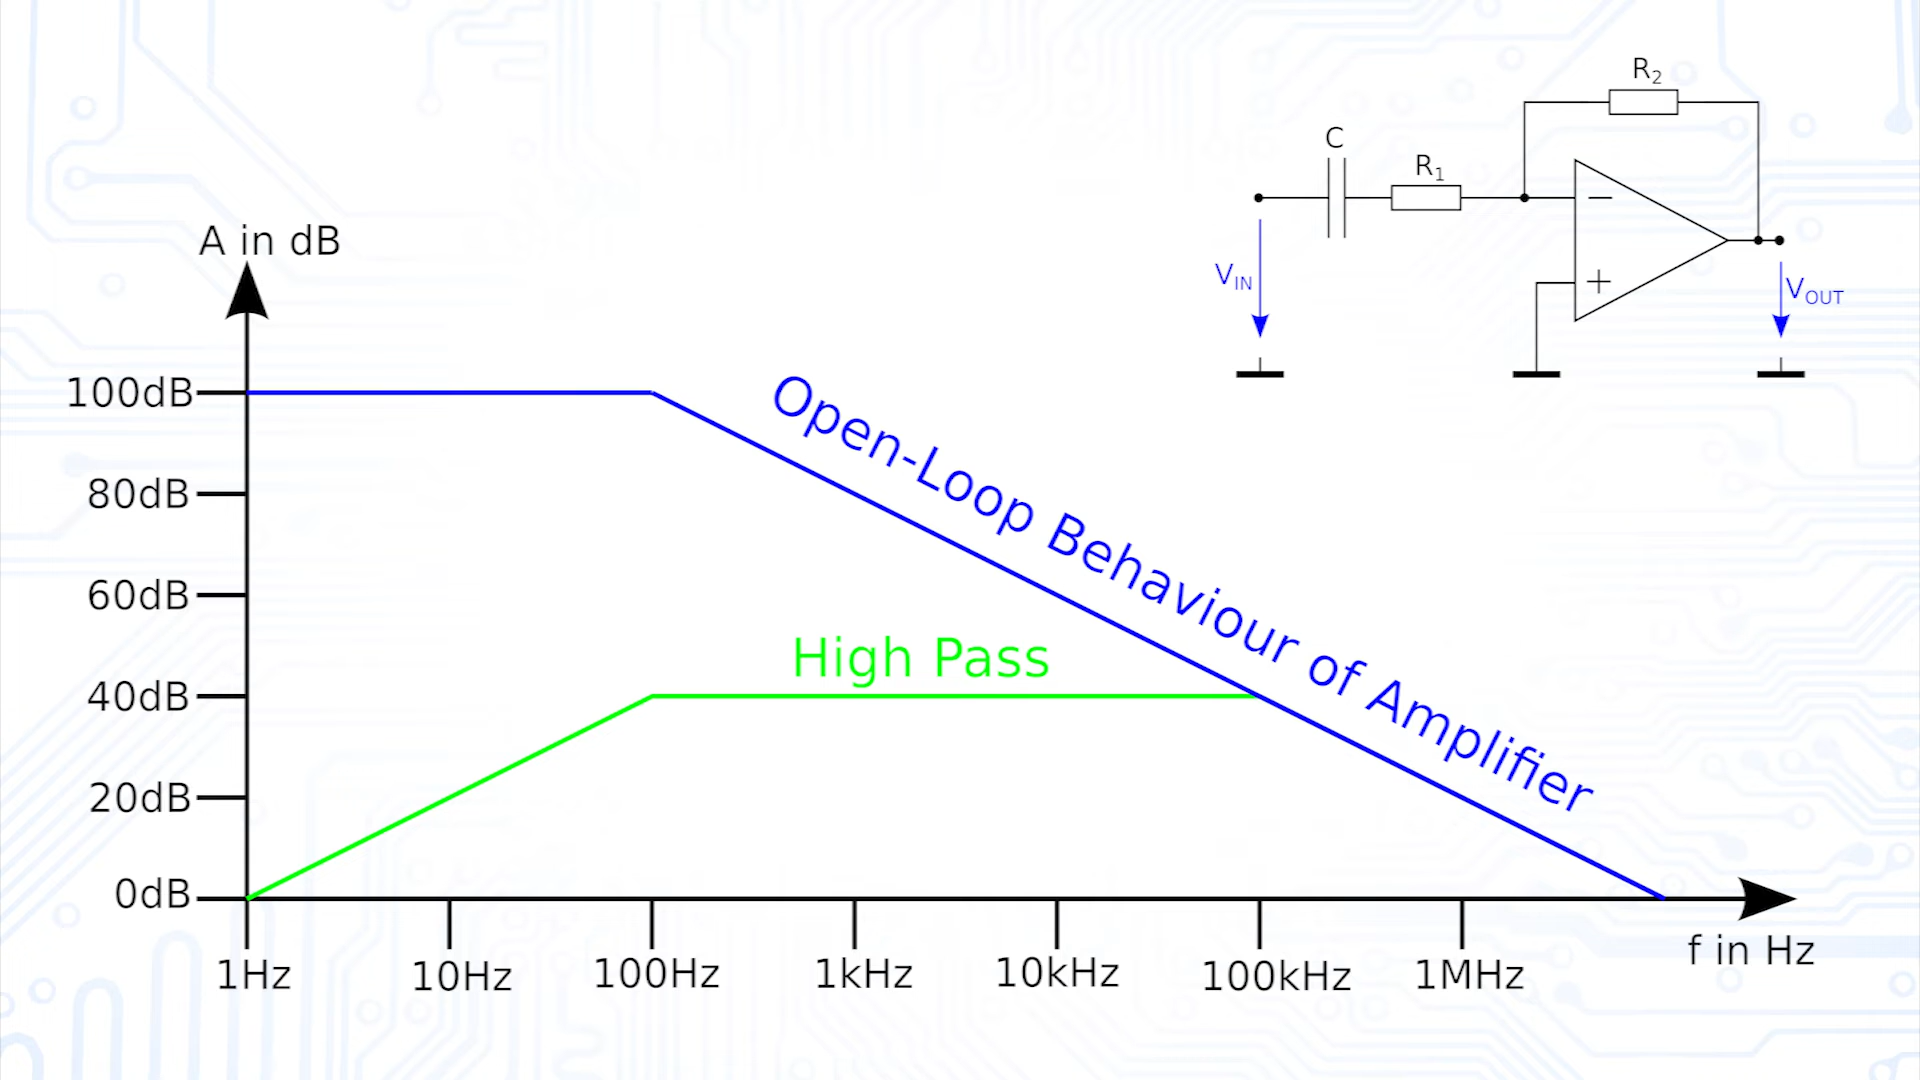 R2
C
R1
−
+
VIN
VOUT
A in dB
100dB
80dB
60dB
40dB
20dB
0dB
Open-Loop Behaviour of Amplifier
High Pass
1Hz
10Hz
100Hz
1kHz
10kHz
100kHz
1MHz
f in Hz